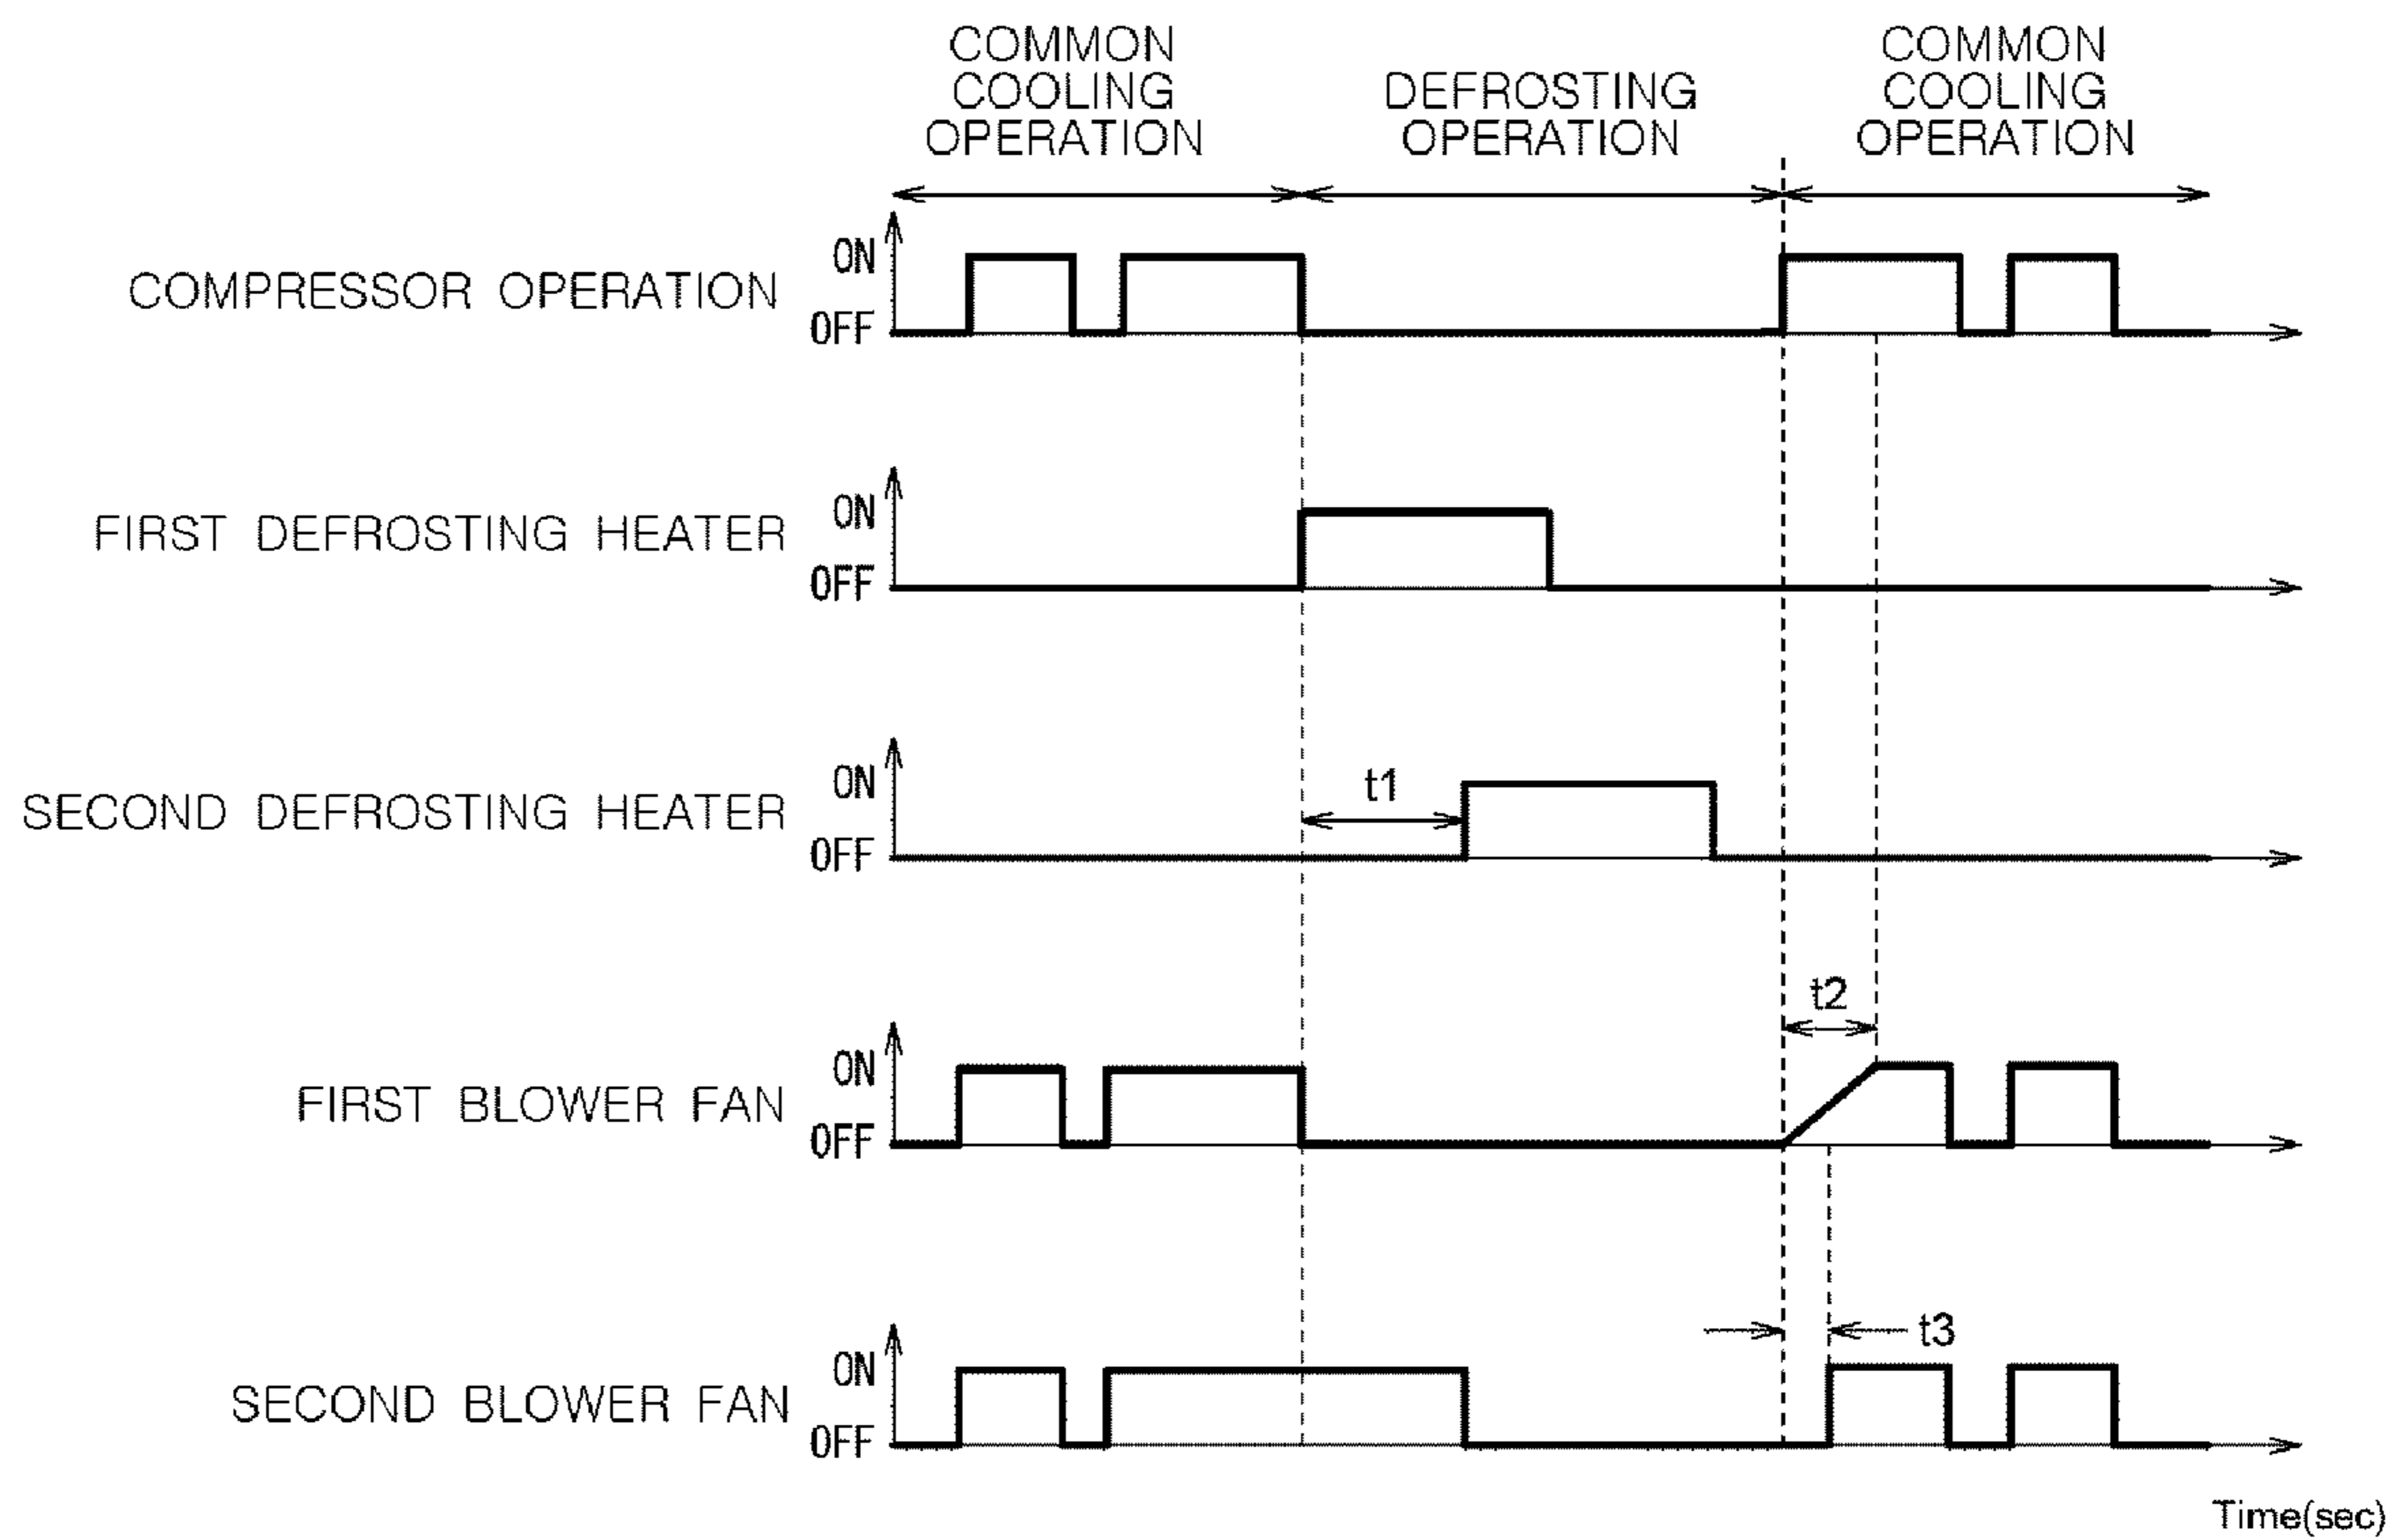 COMMON
COOLING
OPERATION
DEFROSTING
OPERATION
COMMON
COOLING
OPERATION
COMPRESSOR OPERATION
ON
OFF
FIRST DEFROSTING HEATER
ON
OFF
SECOND DEFROSTING HEATER
ON
OFF
t1
FIRST BLOWER FAN
ON
OFF
t2
SECOND BLOWER FAN
ON
OFF
t3
Time(sec)